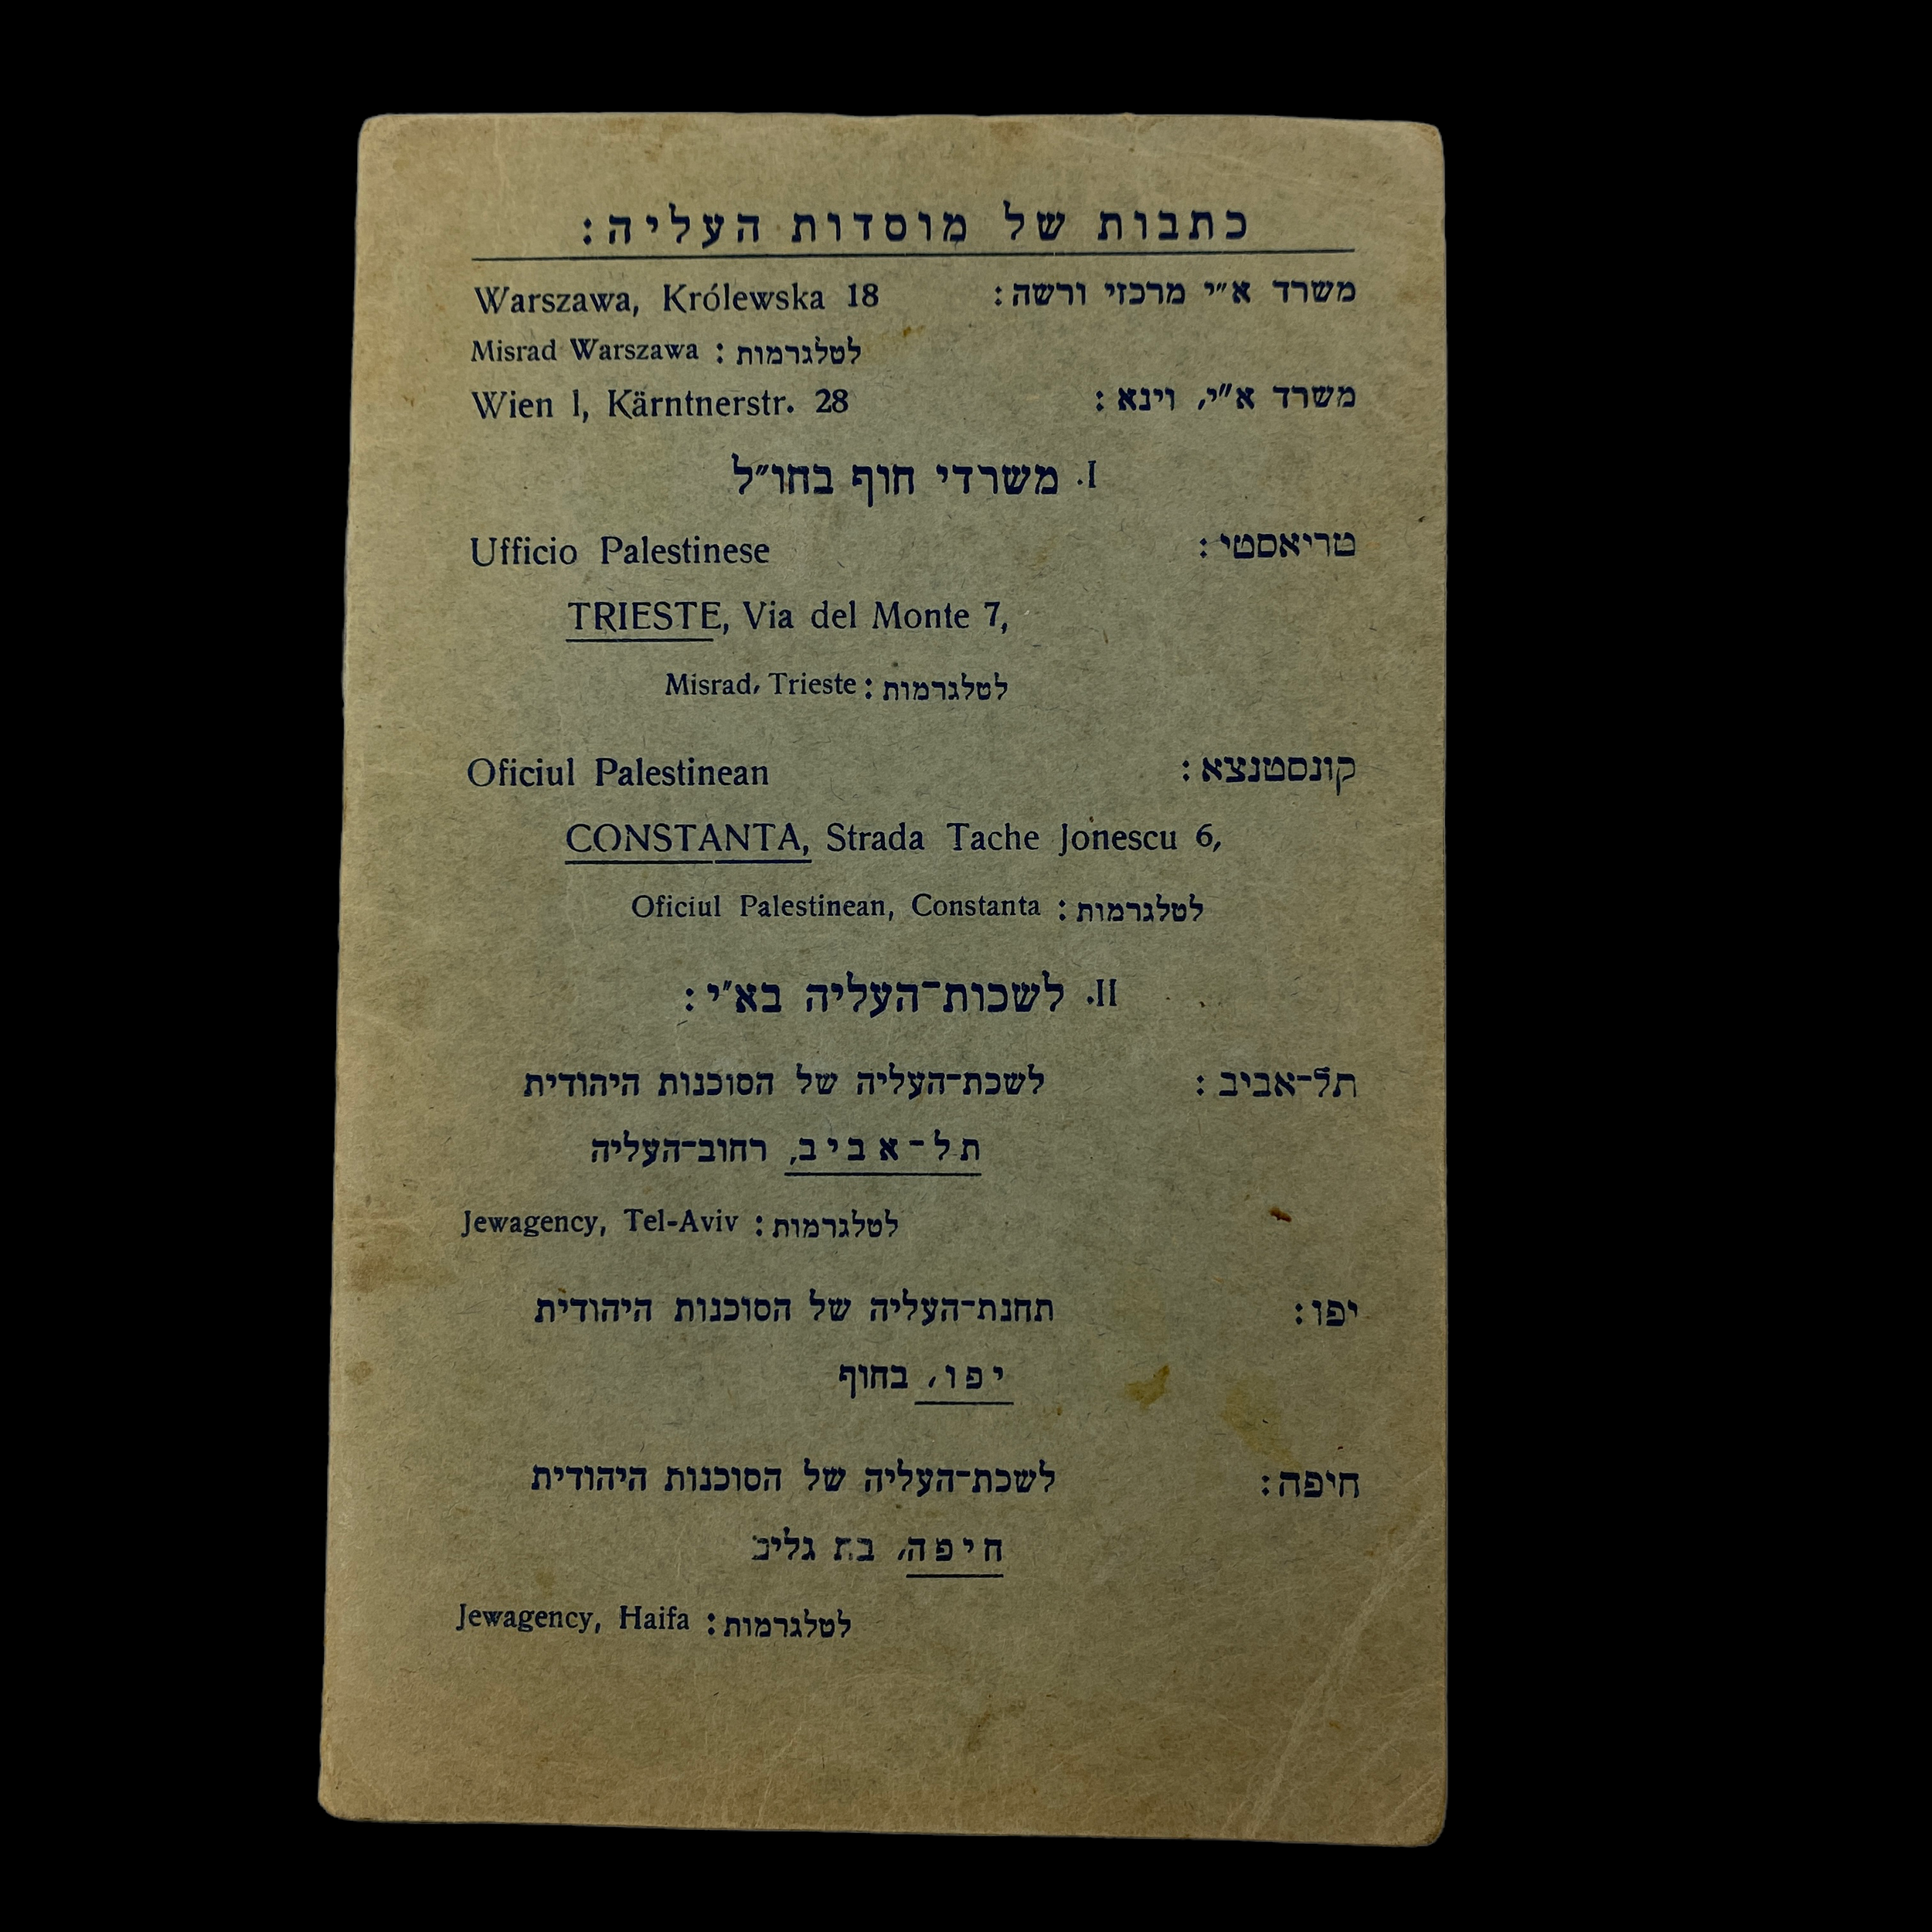 כתבות של מוסדות העליה:
משרד א״י מרכזי ורשה: Warszawa, Królewska 18
לטלגרמות: Misrad Warszawa
משרד א״י, וינא: Wien I, Kärntnerstr. 28
I. משרדי חוף בחו״ל
טריאסטי: Ufficio Palestinese
TRIESTE, Via del Monte 7,
לטלגרמות: Misrad, Trieste
קונסטנצא: Oficiul Palestinean
CONSTANTA, Strada Tache Jonescu 6,
לטלגרמות: Oficiul Palestinean, Constanta
II. לשכות־העליה בא״י:
תל־אביב: לשכת־העליה של הסוכנות היהודית
תל־אביב, רחוב־העליה
לטלגרמות: Jewagency, Tel-Aviv
יפו: תחנת־העליה של הסוכנות היהודית
יפו, בחוף
חיפה: לשכת־העליה של הסוכנות היהודית
חיפה, בת גלים
לטלגרמות: Jewagency, Haifa